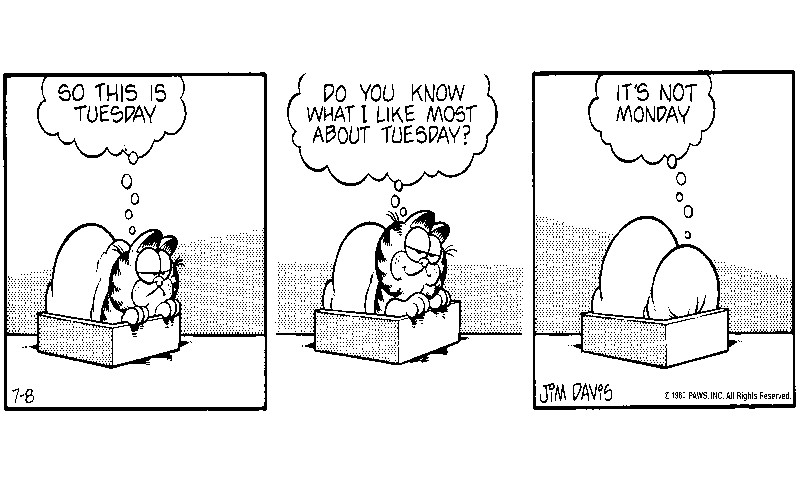 SO THIS IS
TUESDAY
DO YOU KNOW
WHAT I LIKE MOST
ABOUT TUESDAY?
IT'S NOT
MONDAY
7-8
JIM DAVIS
© 1980 PAWS, INC. All Rights Reserved.